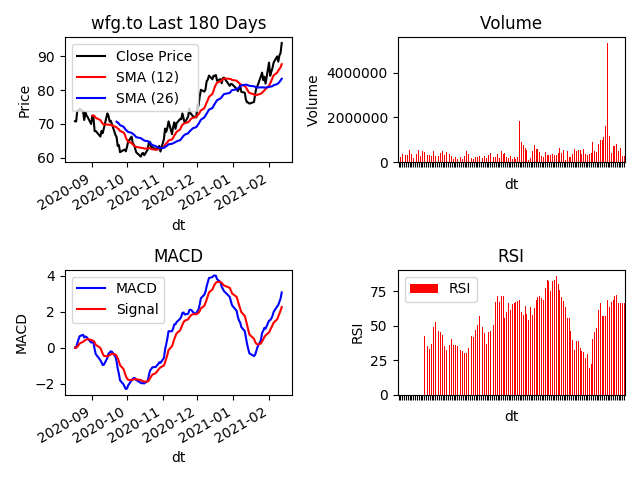 wfg.to Last 180 Days
Price
90
80
70
60
Close Price
SMA (12)
SMA (26)
2020-09
2020-10
2020-11
2020-12
2021-01
2021-02
dt
Volume
Volume
4000000
2000000
0
dt
MACD
MACD
4
2
0
−2
MACD
Signal
2020-09
2020-10
2020-11
2020-12
2021-01
2021-02
dt
RSI
RSI
75
50
25
0
RSI
dt